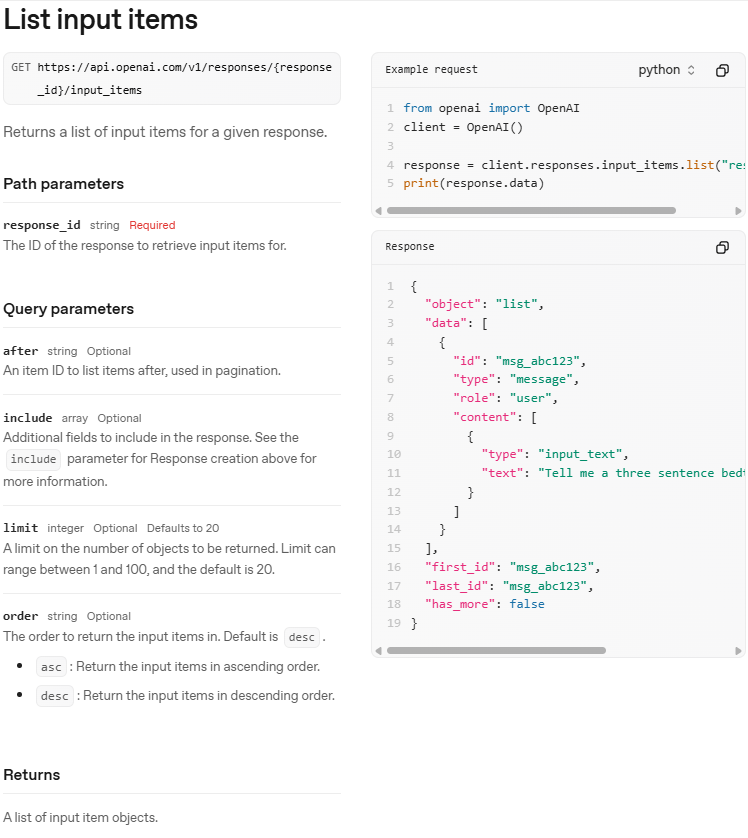 List input items
GET https://api.openai.com/v1/responses/{response
_id}/input_items
Returns a list of input items for a given response.
Path parameters
response_id string Required
The ID of the response to retrieve input items for.
Query parameters
after string Optional
An item ID to list items after, used in pagination.
include array Optional
Additional fields to include in the response. See the
include parameter for Response creation above for
more information.
limit integer Optional Defaults to 20
A limit on the number of objects to be returned. Limit can
range between 1 and 100, and the default is 20.
order string Optional
The order to return the input items in. Default is desc .
• asc : Return the input items in ascending order.
• desc : Return the input items in descending order.
Returns
A list of input item objects.
Example request python
1 from openai import OpenAI
2 client = OpenAI()
3
4 response = client.responses.input_items.list("res
5 print(response.data)
Response
1 {
2   "object": "list",
3   "data": [
4     {
5       "id": "msg_abc123",
6       "type": "message",
7       "role": "user",
8       "content": [
9         {
10           "type": "input_text",
11           "text": "Tell me a three sentence bedt
12         }
13       ]
14     }
15   ],
16   "first_id": "msg_abc123",
17   "last_id": "msg_abc123",
18   "has_more": false
19 }